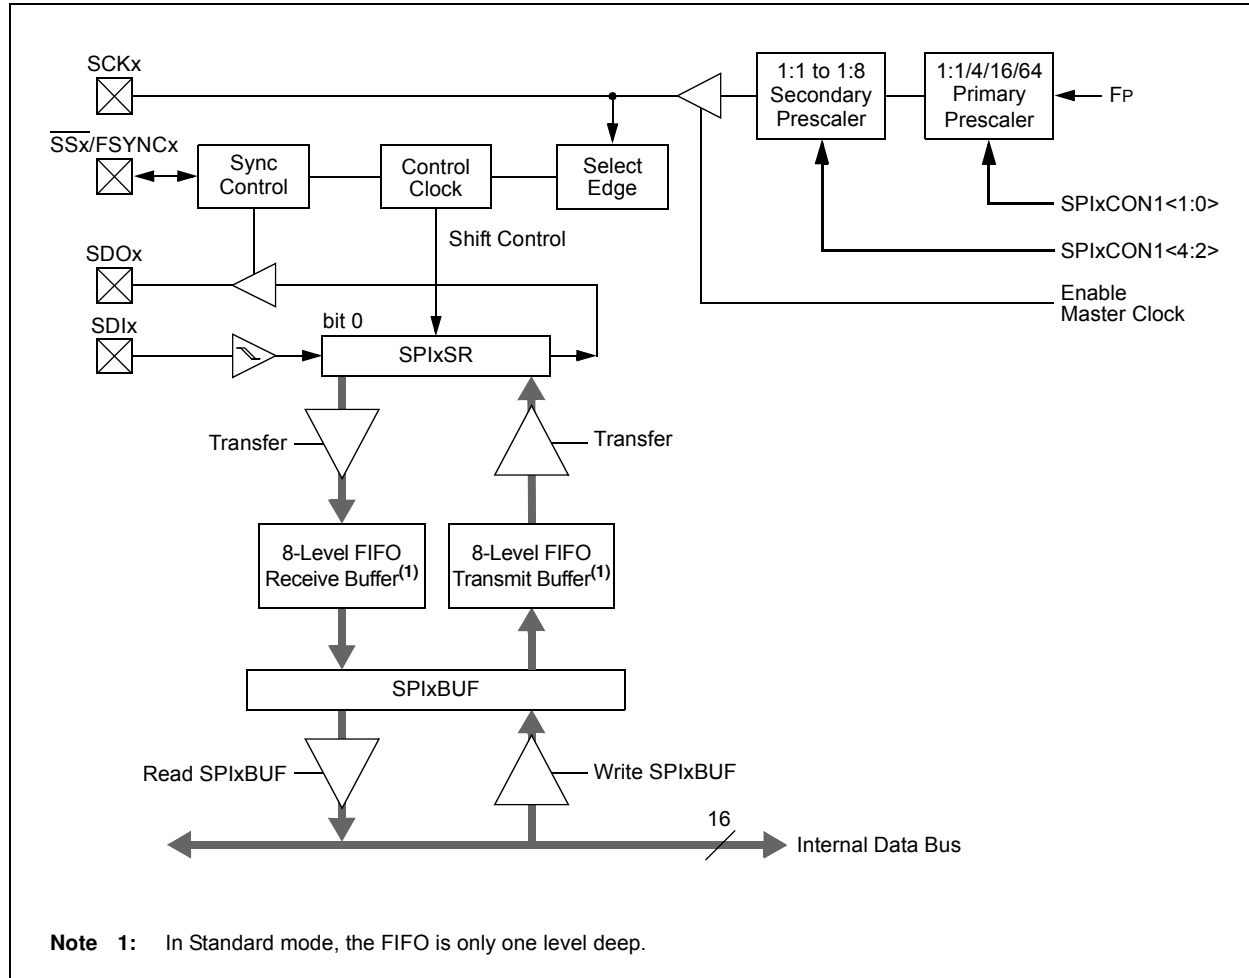 SCKx
1:1 to 1:8
Secondary
Prescaler
1:1/4/16/64
Primary
Prescaler
FP
SSx/FSYNCx
Sync
Control
Control
Clock
Select
Edge
SPIxCON1<1:0>
Shift Control
SPIxCON1<4:2>
SDOx
Enable
Master Clock
SDIx
bit 0
SPIxSR
Transfer
Transfer
8-Level FIFO
Receive Buffer(1)
8-Level FIFO
Transmit Buffer(1)
SPIxBUF
Read SPIxBUF
Write SPIxBUF
16
Internal Data Bus
Note 1: In Standard mode, the FIFO is only one level deep.